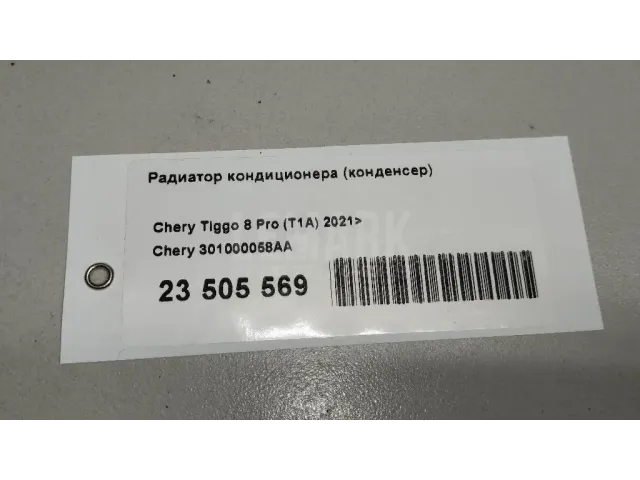 Радиатор кондиционера (конденсер)
Chery Tiggo 8 Pro (T1A) 2021>
Chery 301000058AA
23 505 569